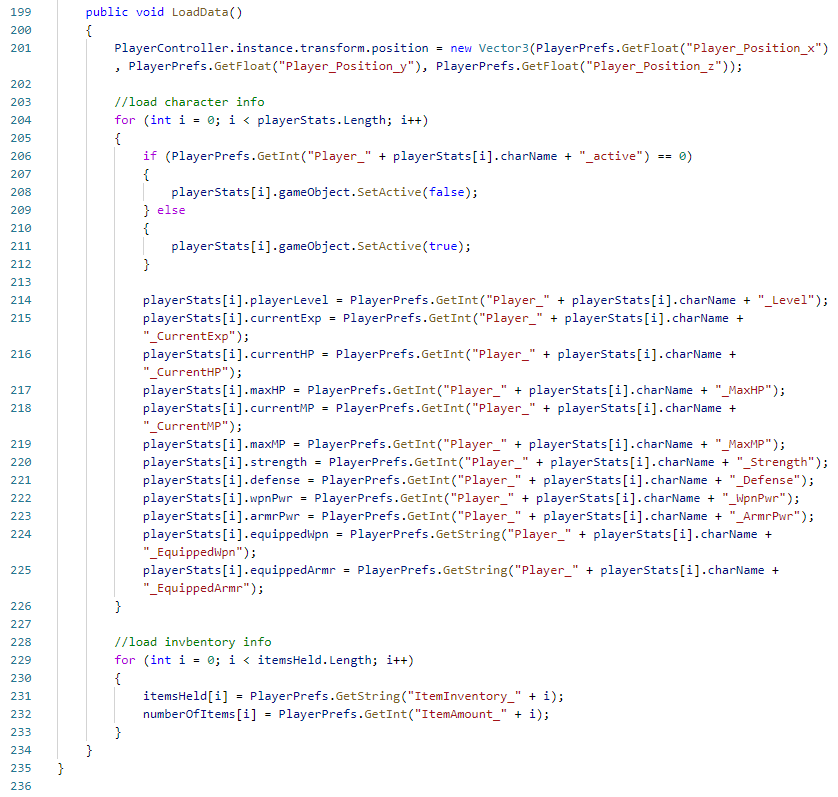 199 public void LoadData()
200 {
201 PlayerController.instance.transform.position = new Vector3(PlayerPrefs.GetFloat("Player_Position_x")
, PlayerPrefs.GetFloat("Player_Position_y"), PlayerPrefs.GetFloat("Player_Position_z"));
202
203 //load character info
204 for (int i = 0; i < playerStats.Length; i++)
205 {
206 if (PlayerPrefs.GetInt("Player_" + playerStats[i].charName + "_active") == 0)
207 {
208 playerStats[i].gameObject.SetActive(false);
209 } else
210 {
211 playerStats[i].gameObject.SetActive(true);
212 }
213
214 playerStats[i].playerLevel = PlayerPrefs.GetInt("Player_" + playerStats[i].charName + "_Level");
215 playerStats[i].currentExp = PlayerPrefs.GetInt("Player_" + playerStats[i].charName +
"_CurrentExp");
216 playerStats[i].currentHP = PlayerPrefs.GetInt("Player_" + playerStats[i].charName +
"_CurrentHP");
217 playerStats[i].maxHP = PlayerPrefs.GetInt("Player_" + playerStats[i].charName + "_MaxHP");
218 playerStats[i].currentMP = PlayerPrefs.GetInt("Player_" + playerStats[i].charName +
"_CurrentMP");
219 playerStats[i].maxMP = PlayerPrefs.GetInt("Player_" + playerStats[i].charName + "_MaxMP");
220 playerStats[i].strength = PlayerPrefs.GetInt("Player_" + playerStats[i].charName + "_Strength");
221 playerStats[i].defense = PlayerPrefs.GetInt("Player_" + playerStats[i].charName + "_Defense");
222 playerStats[i].wpnPwr = PlayerPrefs.GetInt("Player_" + playerStats[i].charName + "_WpnPwr");
223 playerStats[i].armrPwr = PlayerPrefs.GetInt("Player_" + playerStats[i].charName + "_ArmrPwr");
224 playerStats[i].equippedWpn = PlayerPrefs.GetString("Player_" + playerStats[i].charName +
"_EquippedWpn");
225 playerStats[i].equippedArmr = PlayerPrefs.GetString("Player_" + playerStats[i].charName +
"_EquippedArmr");
226 }
227
228 //load invbentory info
229 for (int i = 0; i < itemsHeld.Length; i++)
230 {
231 itemsHeld[i] = PlayerPrefs.GetString("ItemInventory_" + i);
232 numberOfItems[i] = PlayerPrefs.GetInt("ItemAmount_" + i);
233 }
234 }
235 }
236